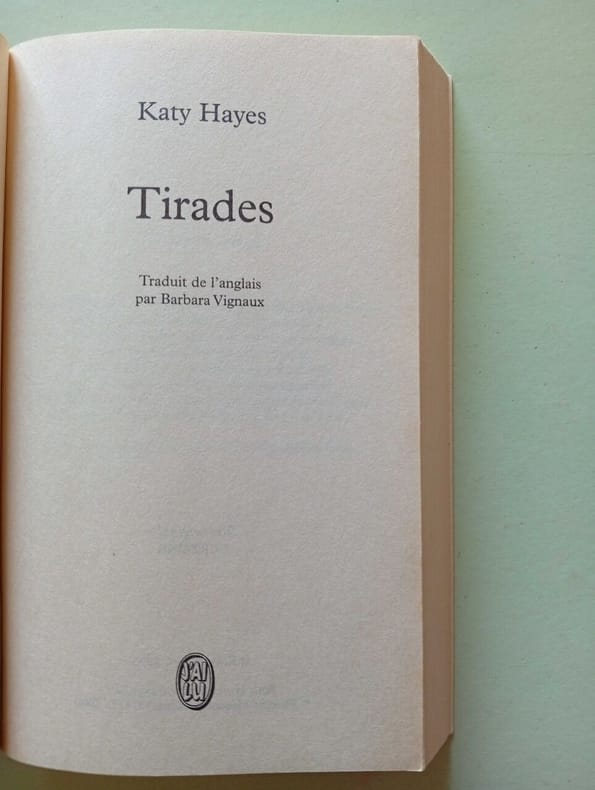 Katy Hayes
Tirades
Traduit de l'anglais
par Barbara Vignaux
J'AI
LU